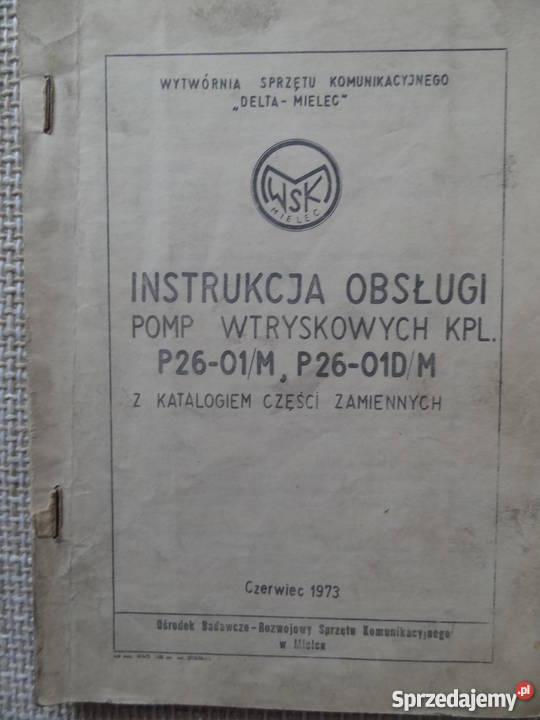 WYTWÓRNIA SPRZĘTU KOMUNIKACYJNEGO
„DELTA-MIELEC"
WSK
MIELEC
INSTRUKCJA OBSŁUGI
POMP WTRYSKOWYCH KPL.
P26-01/M, P26-01D/M
Z KATALOGIEM CZĘŚCI ZAMIENNYCH
Czerwiec 1973
Ośrodek Badawczo-Rozwojowy Sprzętu Komunikacyjnego
w Mielcu
Sprzedajemy.pl